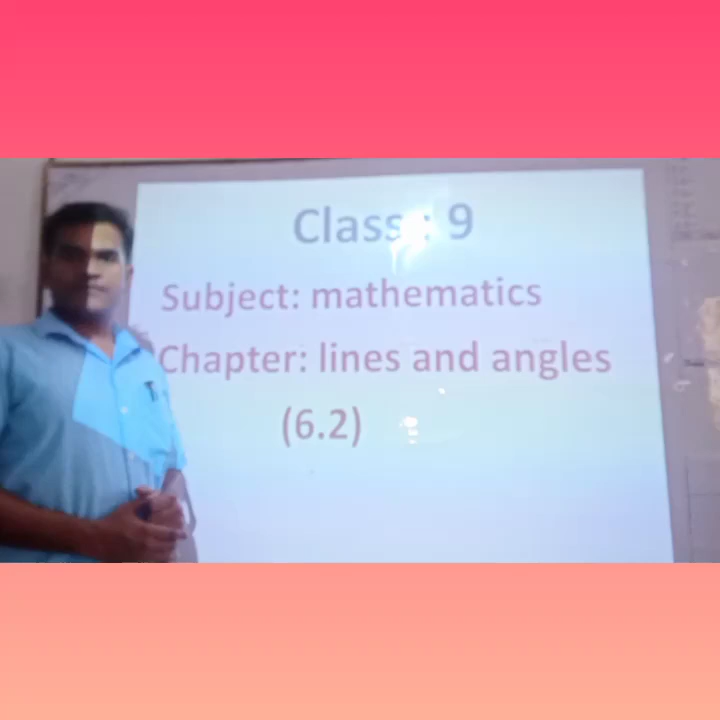 Class : 9
Subject: mathematics
Chapter: lines and angles
(6.2)